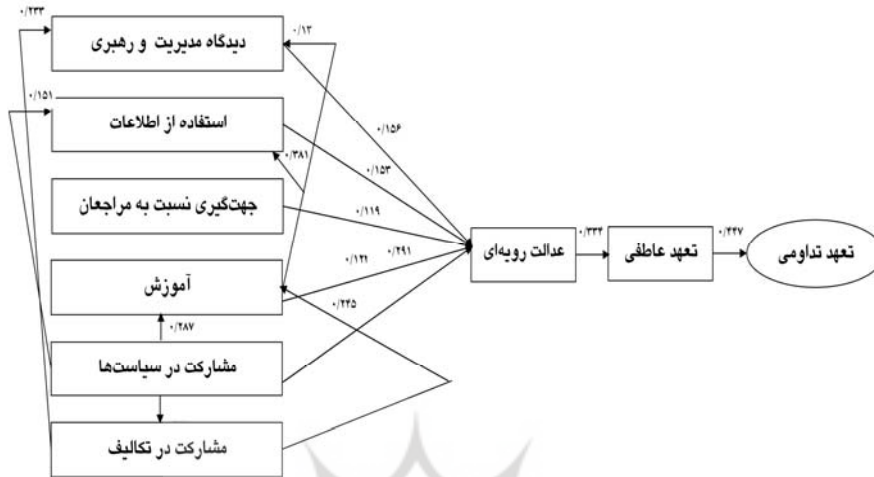 ۰/۲۳۳
دیدگاه مدیریت و رهبری
۰/۱۳
۰/۱۵۱
استفاده از اطلاعات
۰/۱۵۶
۰/۳۸۱
۰/۱۵۳
جهت‌گیری نسبت به مراجعان
۰/۱۱۹
عدالت رویه‌ای
۰/۳۳۴
تعهد عاطفی
۰/۴۴۷
تعهد تداومی
آموزش
۰/۱۲۲
۰/۲۹۱
۰/۲۴۵
۰/۲۸۷
مشارکت در سیاست‌ها
مشارکت در تکالیف